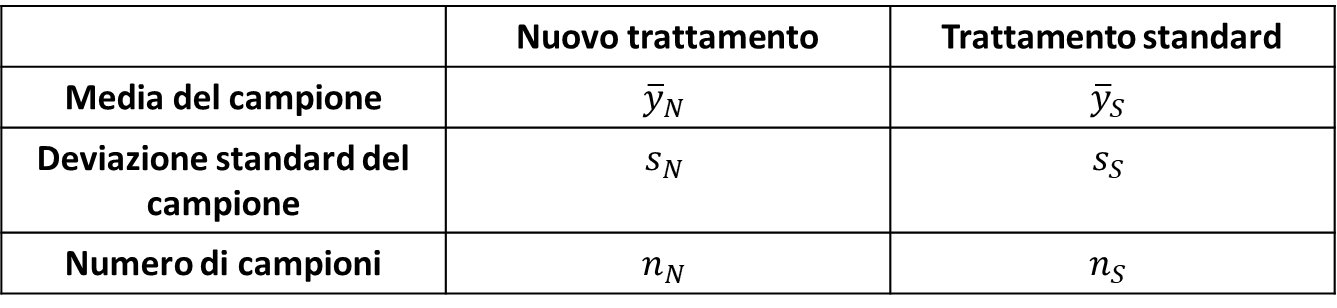 Nuovo trattamento Trattamento standard
Media del campione ȳ_N ȳ_S
Deviazione standard del s_N s_S
campione
Numero di campioni n_N n_S